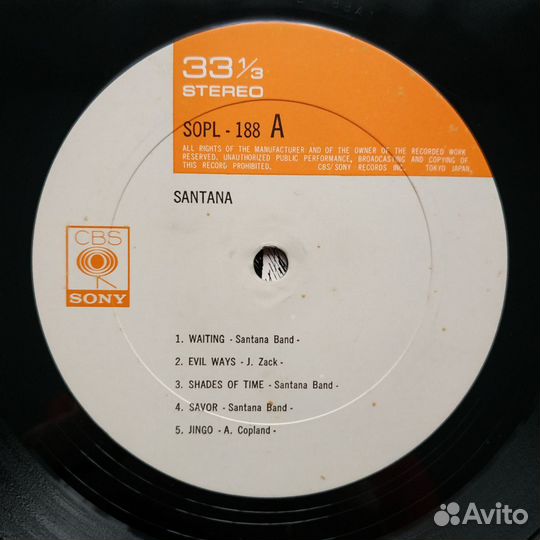 33 1/3
STEREO
SOPL - 188 A
ALL RIGHTS OF THE MANUFACTURER AND OF THE OWNER OF THE RECORDED WORK
RESERVED. UNAUTHORIZED PUBLIC PERFORMANCE, BROADCASTING AND COPYING OF
THIS RECORD PROHIBITED. CBS/SONY RECORDS INC. TOKYO JAPAN,
SANTANA
CBS
SONY
1. WAITING - Santana Band -
2. EVIL WAYS - J. Zack -
3. SHADES OF TIME - Santana Band -
4. SAVOR - Santana Band -
5. JINGO - A. Copland -
Avito